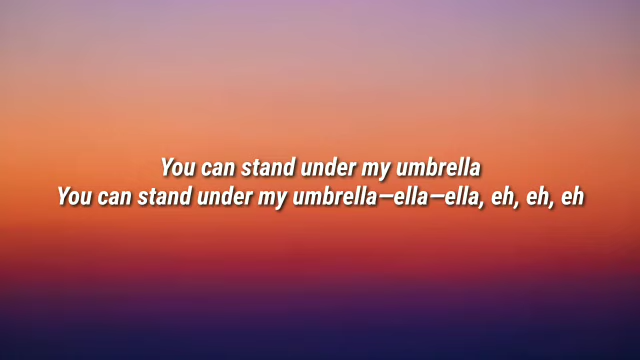 You can stand under my umbrella
You can stand under my umbrella—ella—ella, eh, eh, eh